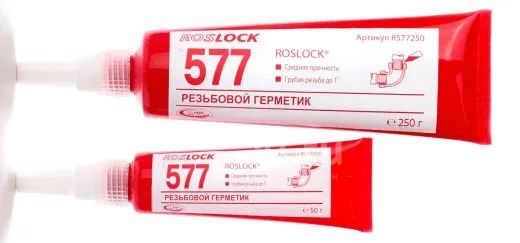 ROSLOCK
Артикул RS77250
577
ROSLOCK®
Средняя прочность
Грубая резьба до 1"
РЕЗЬБОВОЙ ГЕРМЕТИК
℮ 250 г
ROSLOCK
577
ROSLOCK®
Средняя прочность
Грубая резьба до 1"
РЕЗЬБОВОЙ ГЕРМЕТИК
℮ 50 г